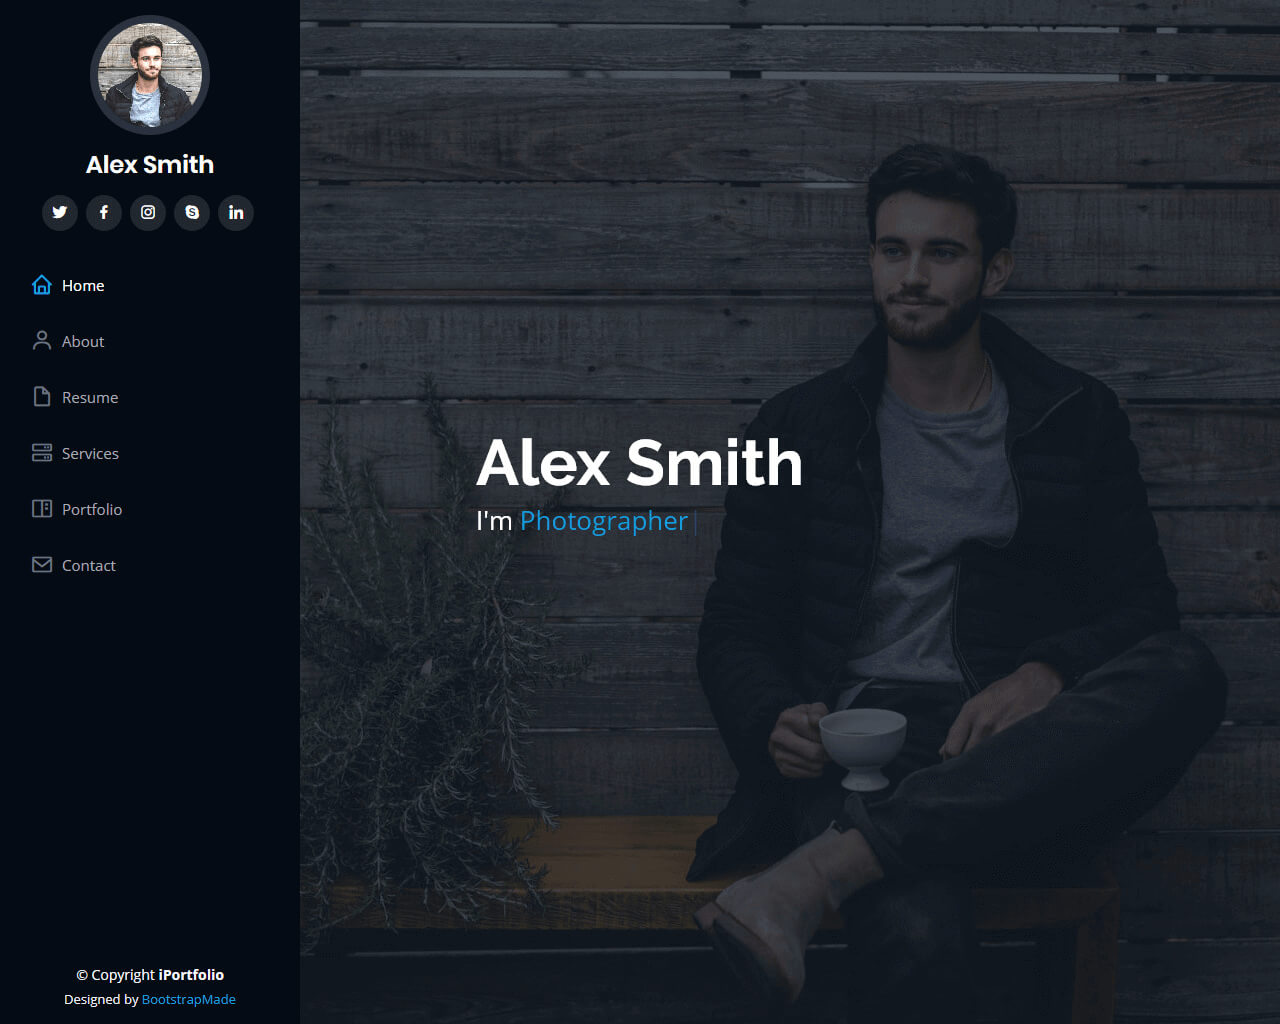 Alex Smith
Home
About
Resume
Services
Portfolio
Contact
© Copyright iPortfolio
Designed by BootstrapMade
Alex Smith
I'm Photographer